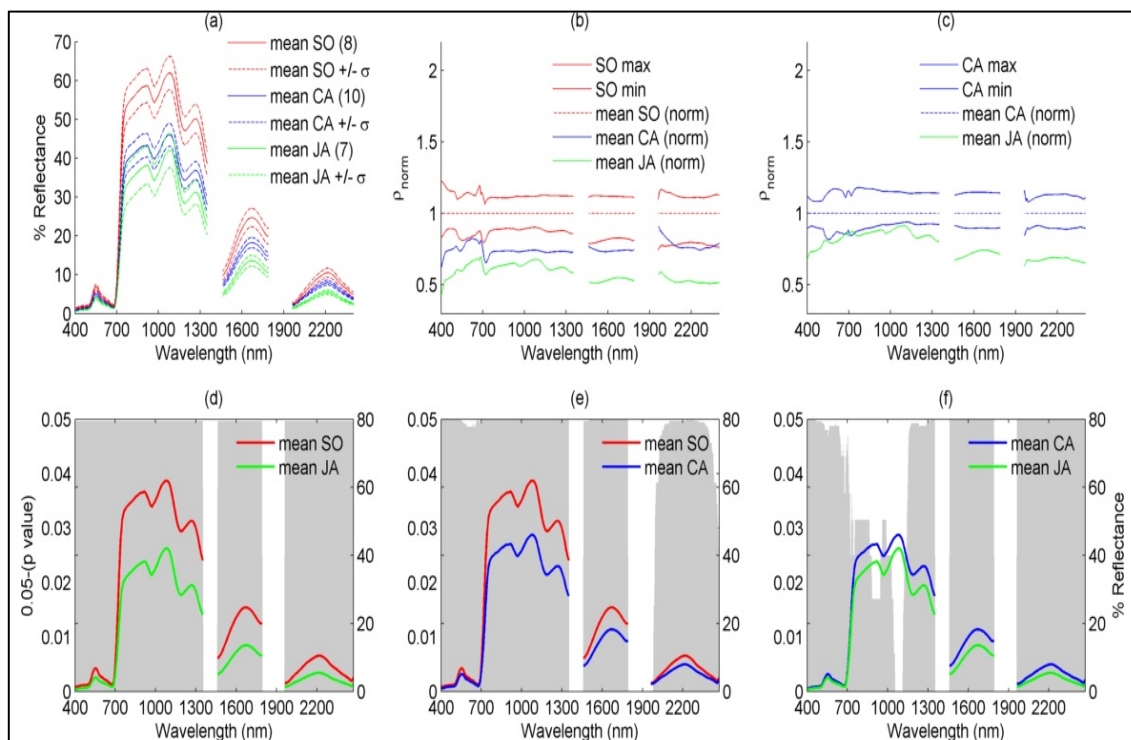 (a)
70
60
50
40
30
20
10
0
% Reflectance
mean SO (8)
mean SO +/- σ
mean CA (10)
mean CA +/- σ
mean JA (7)
mean JA +/- σ
400 700 1000 1300 1600 1900 2200
Wavelength (nm)
(b)
2
1.5
1
0.5
ρnorm
SO max
SO min
mean SO (norm)
mean CA (norm)
mean JA (norm)
400 700 1000 1300 1600 1900 2200
Wavelength (nm)
(c)
2
1.5
1
0.5
ρnorm
CA max
CA min
mean CA (norm)
mean JA (norm)
400 700 1000 1300 1600 1900 2200
Wavelength (nm)
(d)
0.05
0.04
0.03
0.02
0.01
0
0.05-(p value)
mean SO
mean JA
80
60
40
20
0
400 700 1000 1300 1600 1900 2200
Wavelength (nm)
(e)
0.05
0.04
0.03
0.02
0.01
0
mean SO
mean CA
80
60
40
20
0
400 700 1000 1300 1600 1900 2200
Wavelength (nm)
(f)
0.05
0.04
0.03
0.02
0.01
0
mean CA
mean JA
80
60
40
20
0
% Reflectance
400 700 1000 1300 1600 1900 2200
Wavelength (nm)